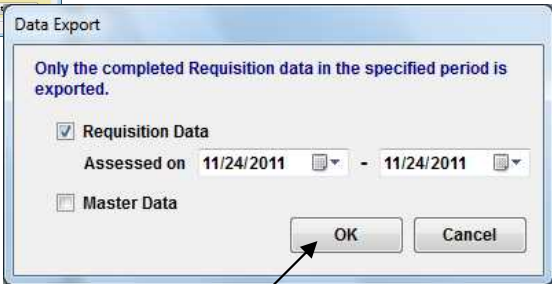 Data Export
Only the completed Requisition data in the specified period is
exported.
Requisition Data
Assessed on 11/24/2011 - 11/24/2011
Master Data
OK Cancel